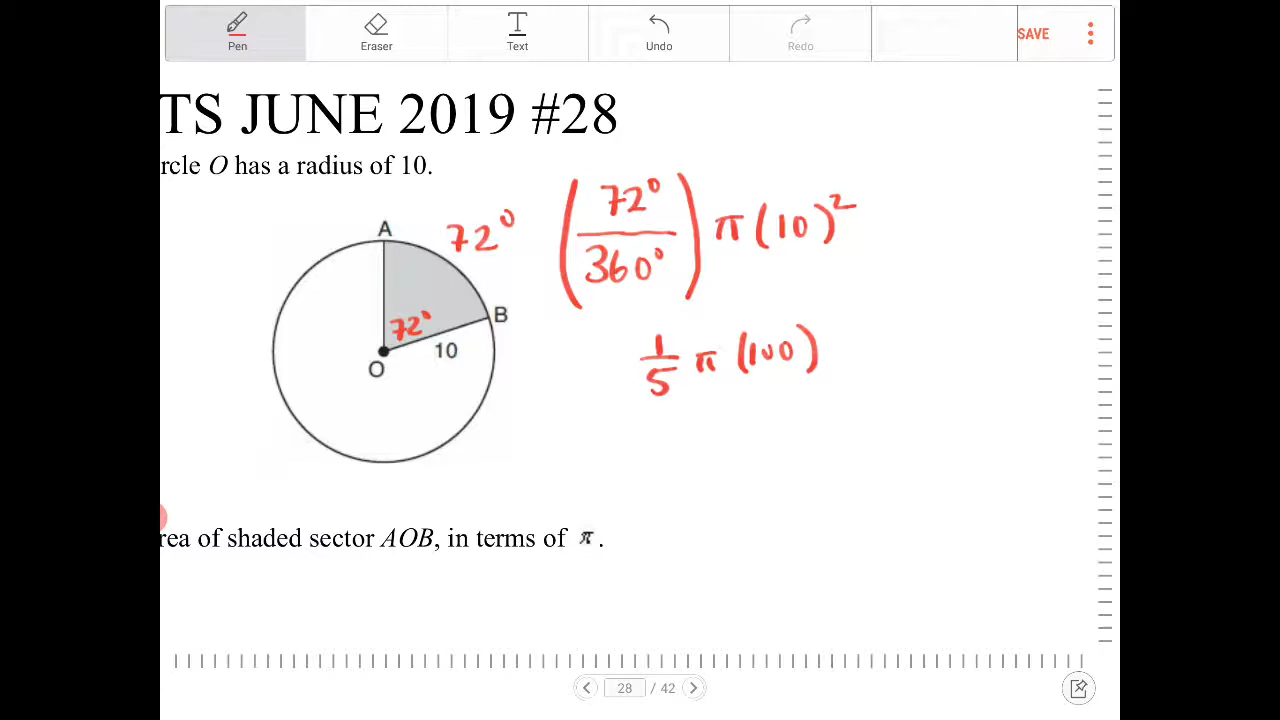 Pen
Eraser
Text
Undo
Redo
SAVE
TS JUNE 2019 #28
rcle O has a radius of 10.
A
72°
B
72°
10
O
(72°/360°) π (10)²
1/5 π (100)
rea of shaded sector AOB, in terms of π.
28 / 42